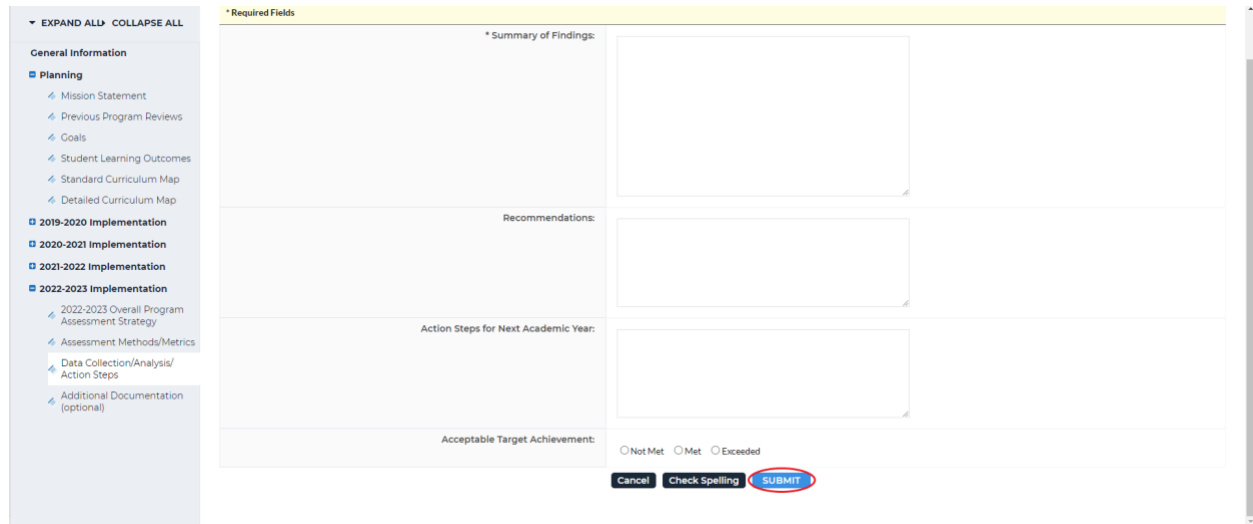 EXPAND ALL COLLAPSE ALL
General Information
Planning
Mission Statement
Previous Program Reviews
Goals
Student Learning Outcomes
Standard Curriculum Map
Detailed Curriculum Map
2019-2020 Implementation
2020-2021 Implementation
2021-2022 Implementation
2022-2023 Implementation
2022-2023 Overall Program
Assessment Strategy
Assessment Methods/Metrics
Data Collection/Analysis/
Action Steps
Additional Documentation
(optional)
* Required Fields
* Summary of Findings:
Recommendations:
Action Steps for Next Academic Year:
Acceptable Target Achievement:
Not Met Met Exceeded
Cancel Check Spelling SUBMIT